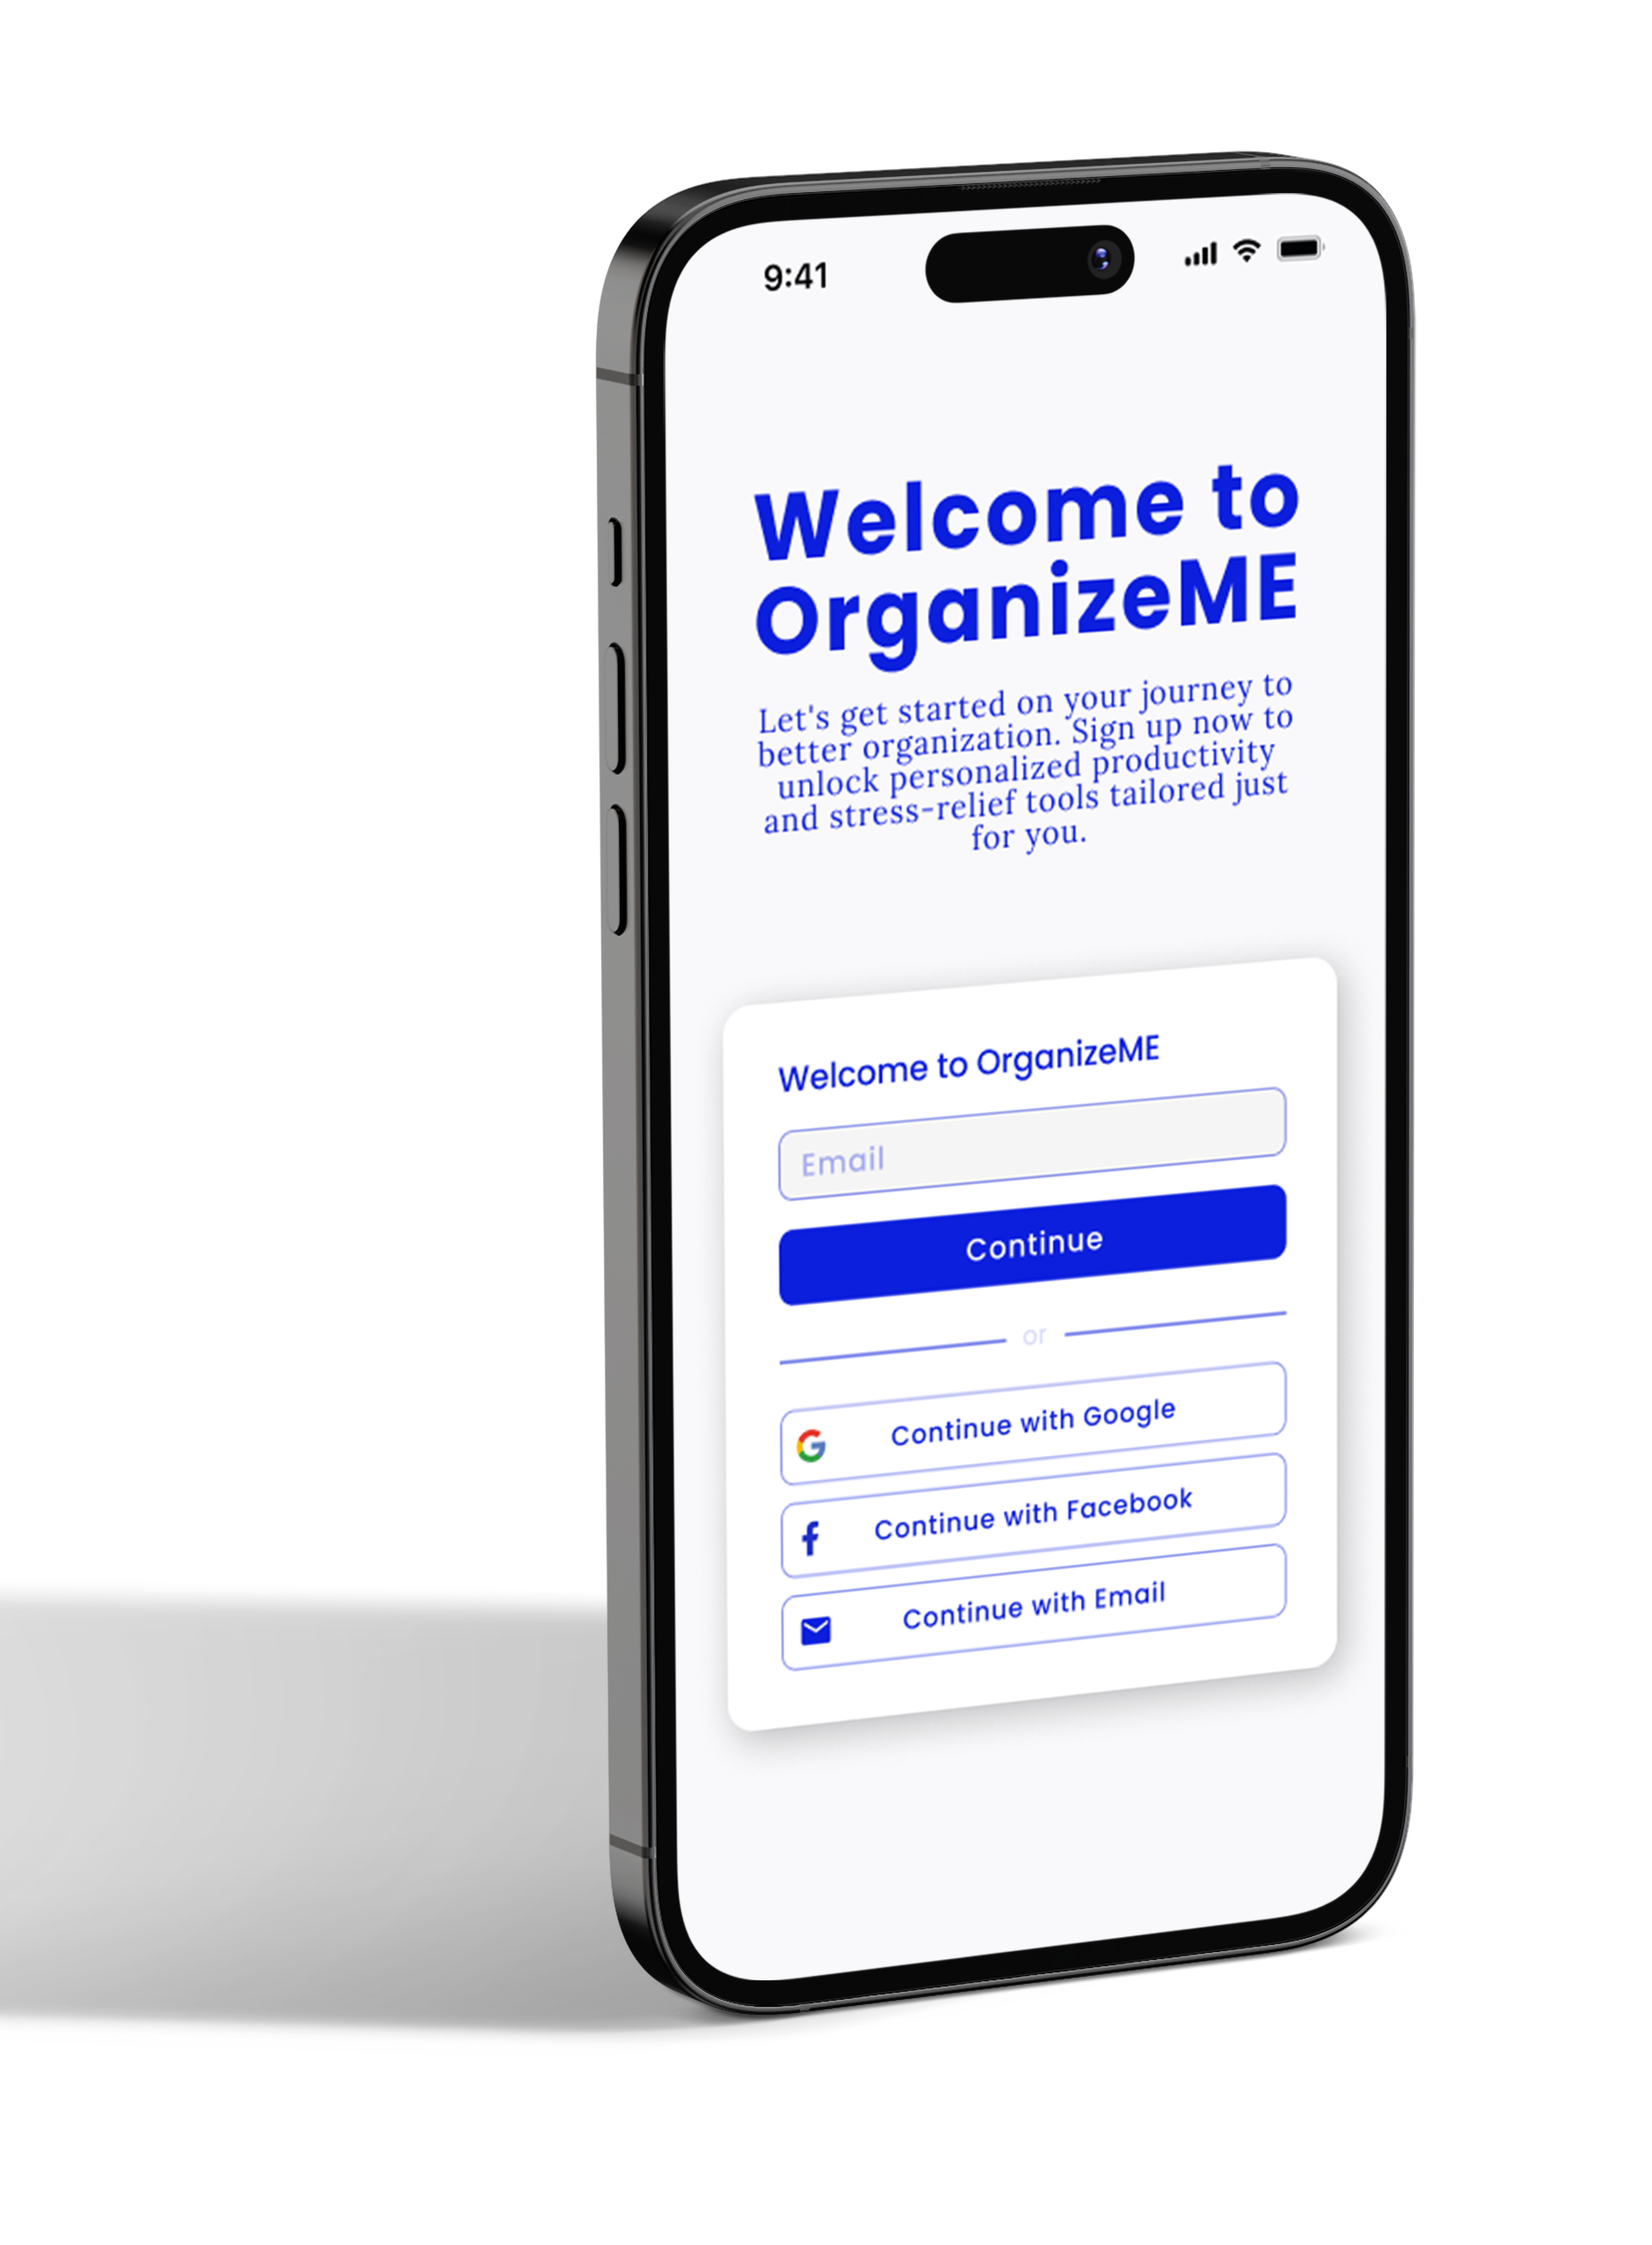 9:41
Welcome to
OrganizeME
Let's get started on your journey to
better organization. Sign up now to
unlock personalized productivity
and stress-relief tools tailored just
for you.
Welcome to OrganizeME
Email
Continue
or
Continue with Google
Continue with Facebook
Continue with Email